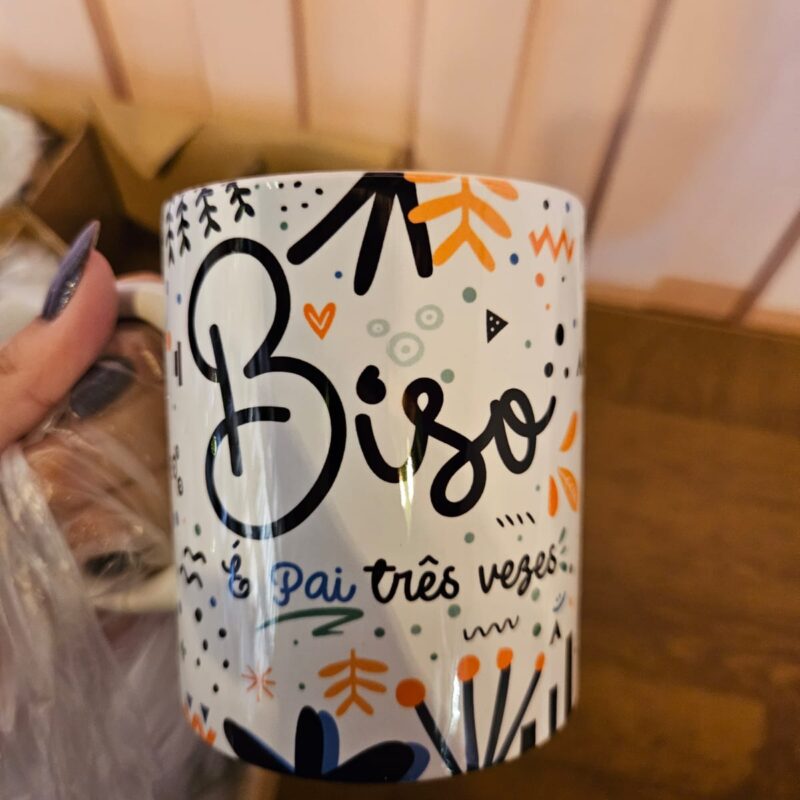 Biso
É Pai três vezes